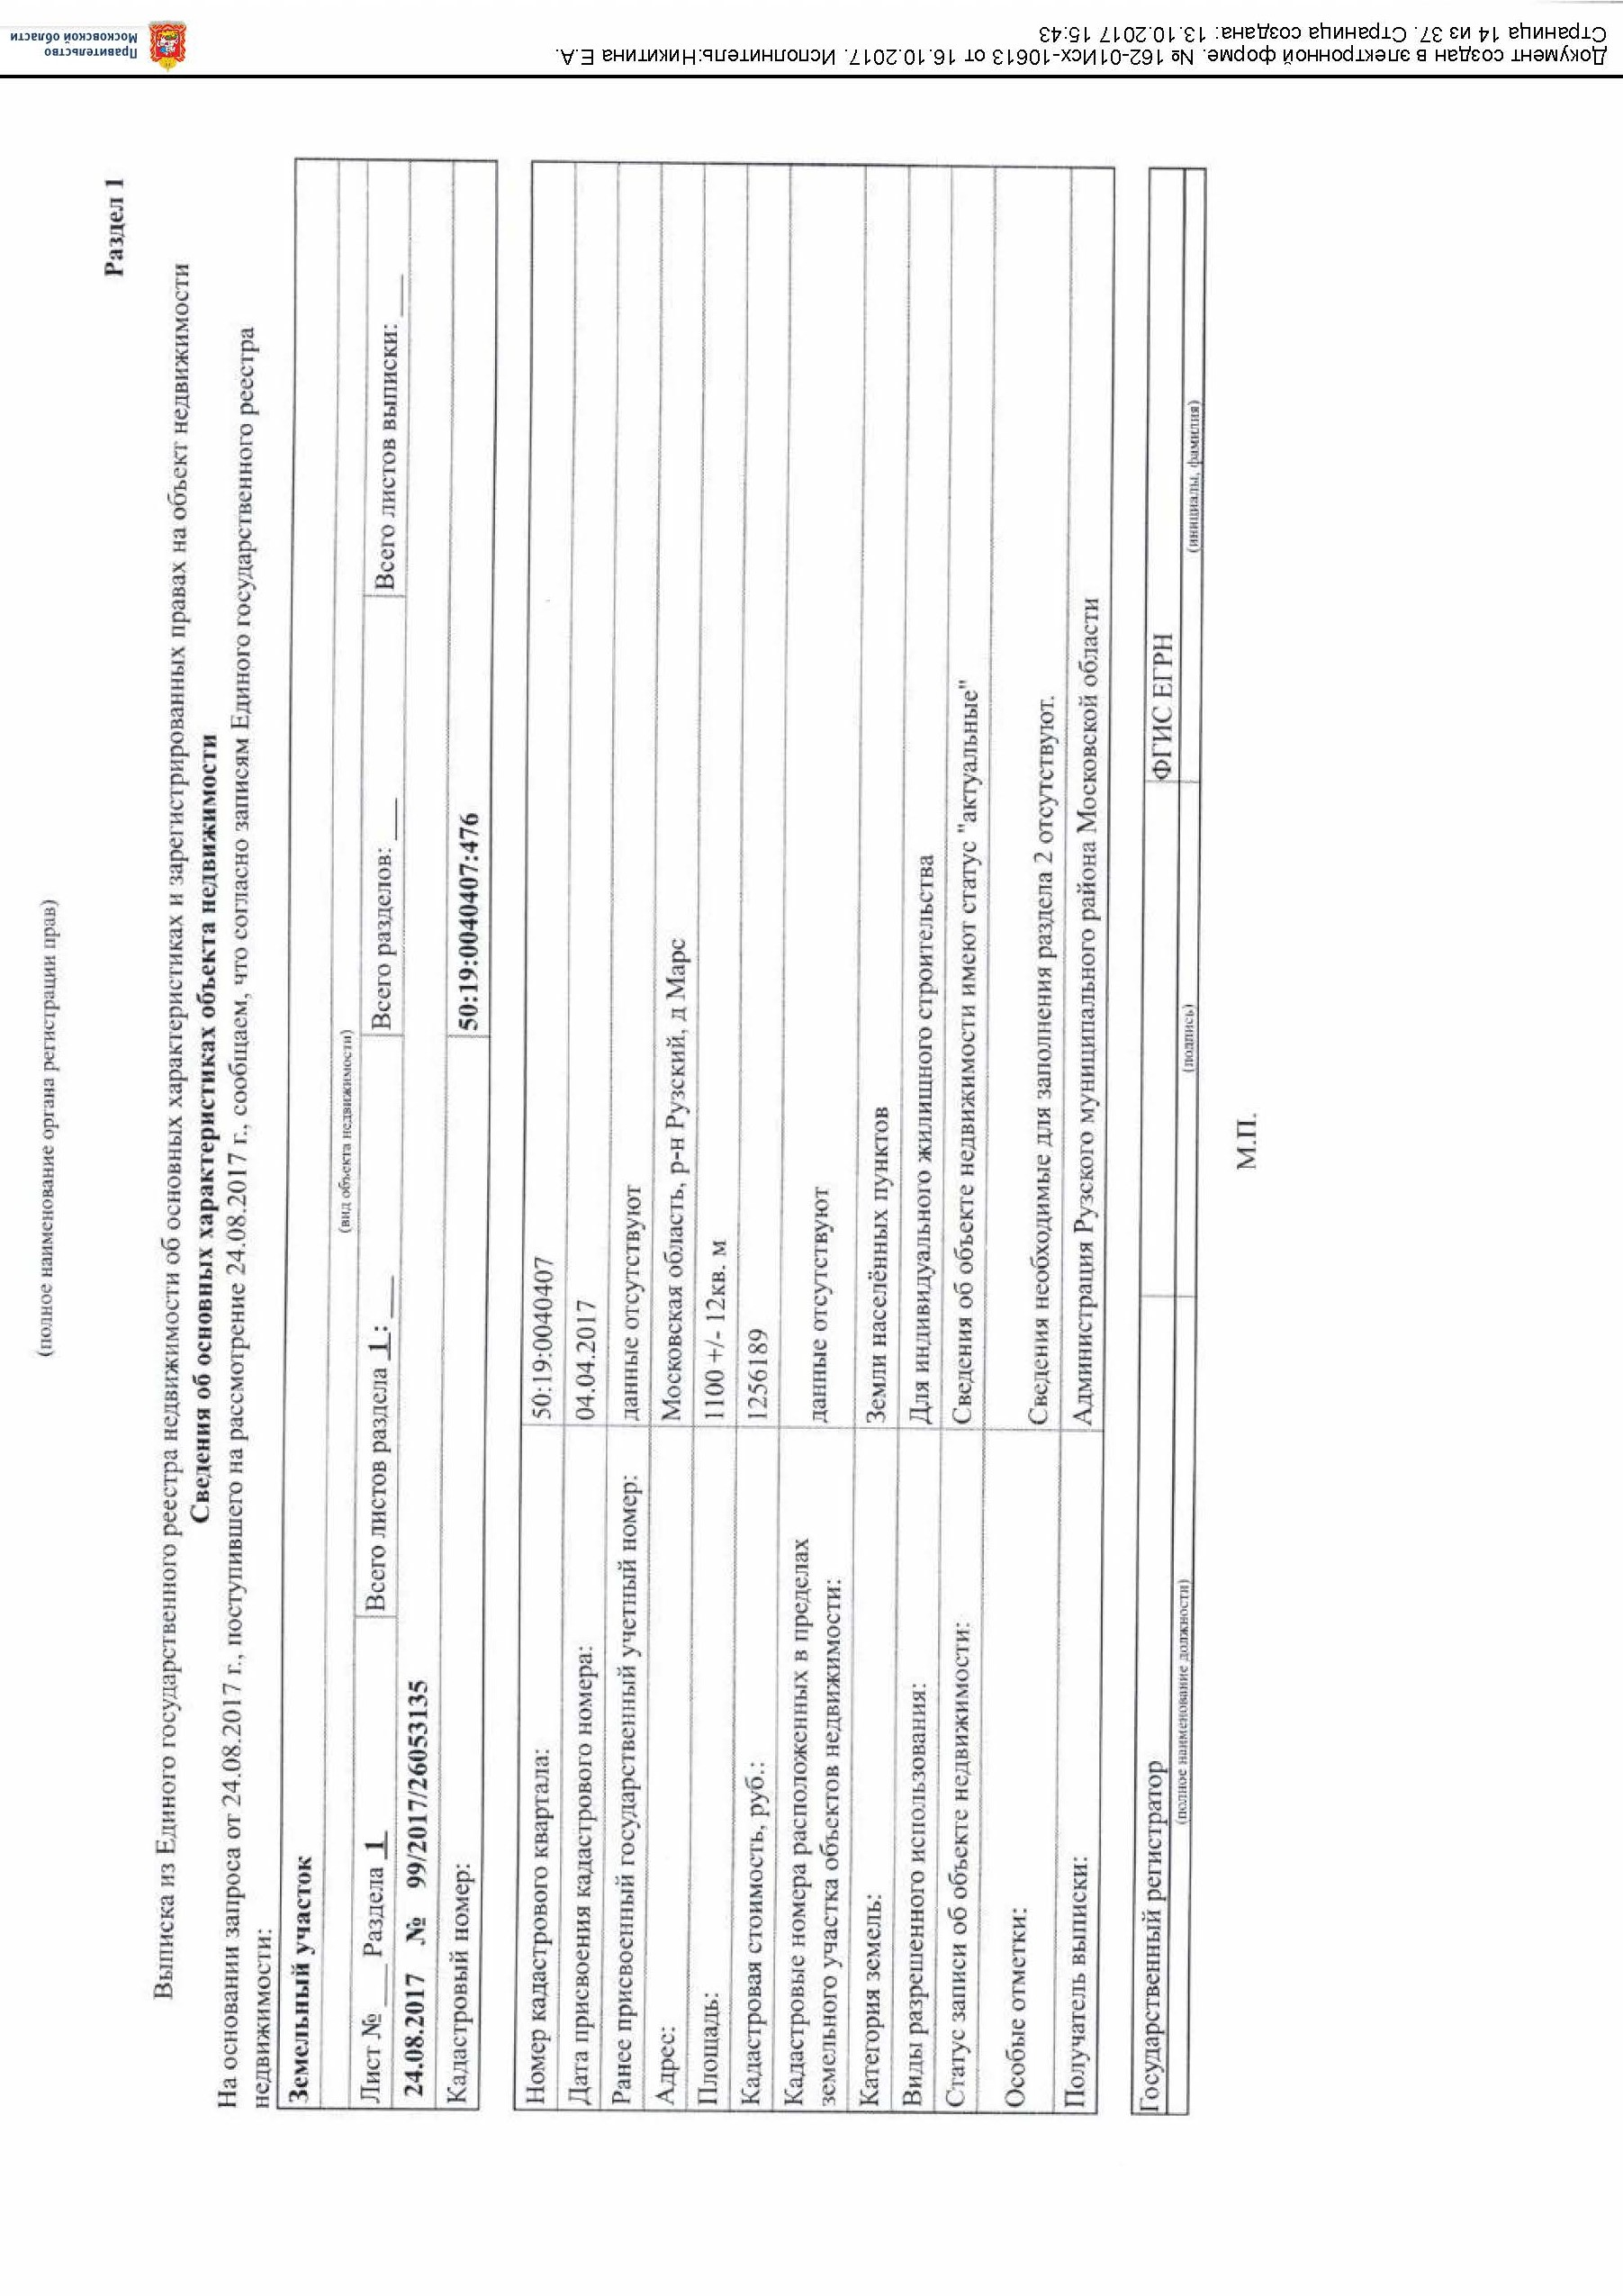 Документ создан в электронной форме. № 162-01Исх-10613 от 16.10.2017. Исполнитель:Никитина Е.А.
Страница 14 из 37. Страница создана: 13.10.2017 15:43
Правительство
Московской области
(полное наименование органа регистрации прав)
Раздел 1
Выписка из Единого государственного реестра недвижимости об основных характеристиках и зарегистрированных правах на объект недвижимости
Сведения об основных характеристиках объекта недвижимости
На основании запроса от 24.08.2017 г., поступившего на рассмотрение 24.08.2017 г., сообщаем, что согласно записям Единого государственного реестра
недвижимости:
Земельный участок
(вид объекта недвижимости)
Лист № ___ Раздела 1 Всего листов раздела 1 : ___ Всего разделов: ___ Всего листов выписки: ___
24.08.2017 № 99/2017/26053135
Кадастровый номер: 50:19:0040407:476
Номер кадастрового квартала: 50:19:0040407
Дата присвоения кадастрового номера: 04.04.2017
Ранее присвоенный государственный учетный номер: данные отсутствуют
Адрес: Московская область, р-н Рузский, д Марс
Площадь: 1100 +/- 12кв. м
Кадастровая стоимость, руб.: 1256189
Кадастровые номера расположенных в пределах
земельного участка объектов недвижимости: данные отсутствуют
Категория земель: Земли населённых пунктов
Виды разрешенного использования: Для индивидуального жилищного строительства
Статус записи об объекте недвижимости: Сведения об объекте недвижимости имеют статус "актуальные"
Особые отметки: Сведения необходимые для заполнения раздела 2 отсутствуют.
Получатель выписки: Администрация Рузского муниципального района Московской области
Государственный регистратор ФГИС ЕГРН
(полное наименование должности) (подпись) (инициалы, фамилия)
М.П.